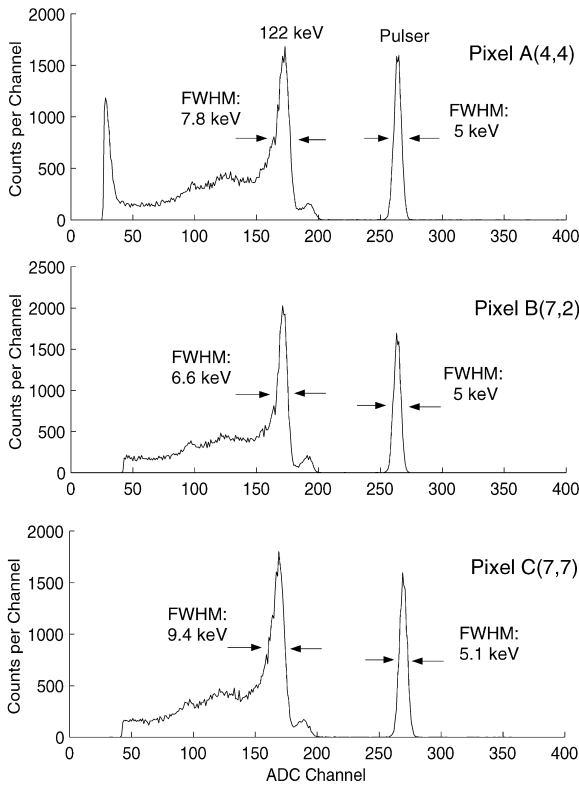 2000
122 keV
Pulser
Pixel A(4,4)
1500
FWHM:
7.8 keV
FWHM:
5 keV
1000
500
0
Counts per Channel
0 50 100 150 200 250 300 350 400
2500
Pixel B(7,2)
2000
1500
FWHM:
6.6 keV
FWHM:
5 keV
1000
500
0
Counts per Channel
0 50 100 150 200 250 300 350 400
2000
Pixel C(7,7)
1500
FWHM:
9.4 keV
FWHM:
5.1 keV
1000
500
0
Counts per Channel
0 50 100 150 200 250 300 350 400
ADC Channel